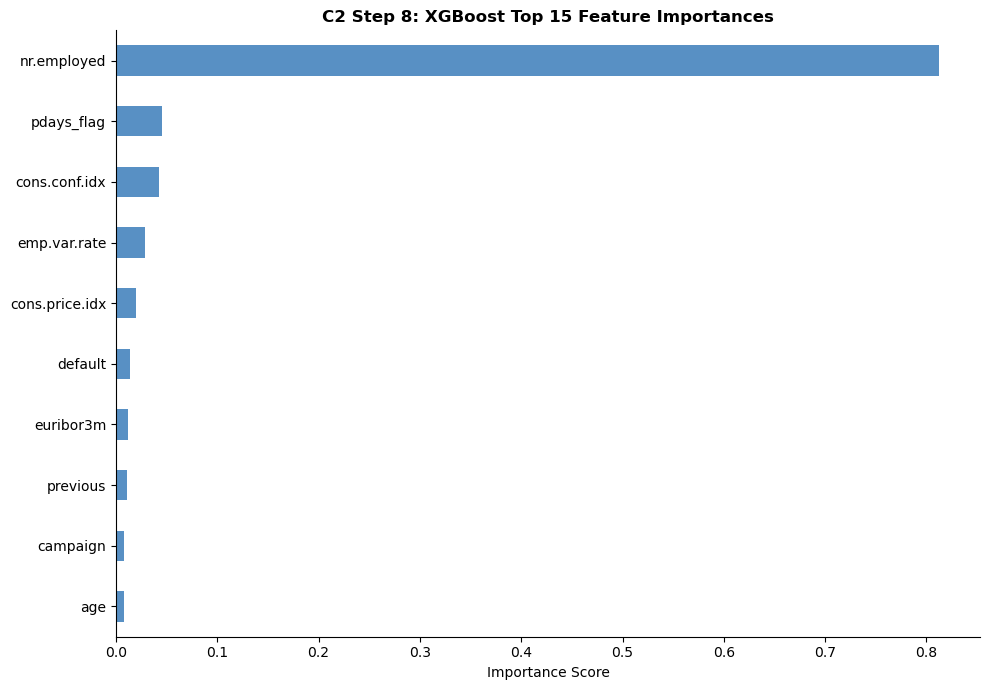 C2 Step 8: XGBoost Top 15 Feature Importances
nr.employed
pdays_flag
cons.conf.idx
emp.var.rate
cons.price.idx
default
euribor3m
previous
campaign
age
0.0 0.1 0.2 0.3 0.4 0.5 0.6 0.7 0.8
Importance Score